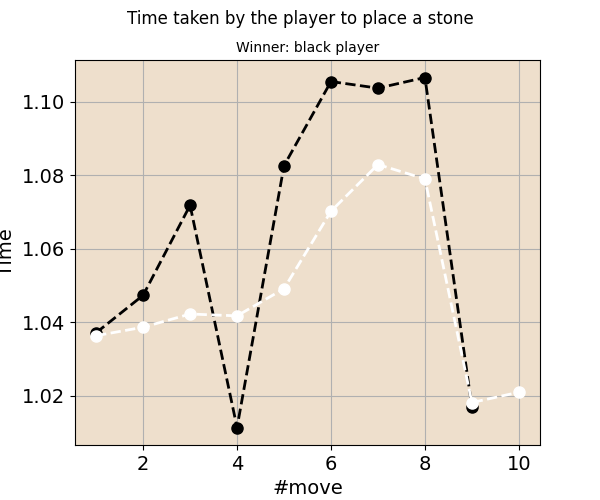 Time taken by the player to place a stone
Winner: black player
1.10
1.08
1.06
1.04
1.02
Time
2 4 6 8 10
#move